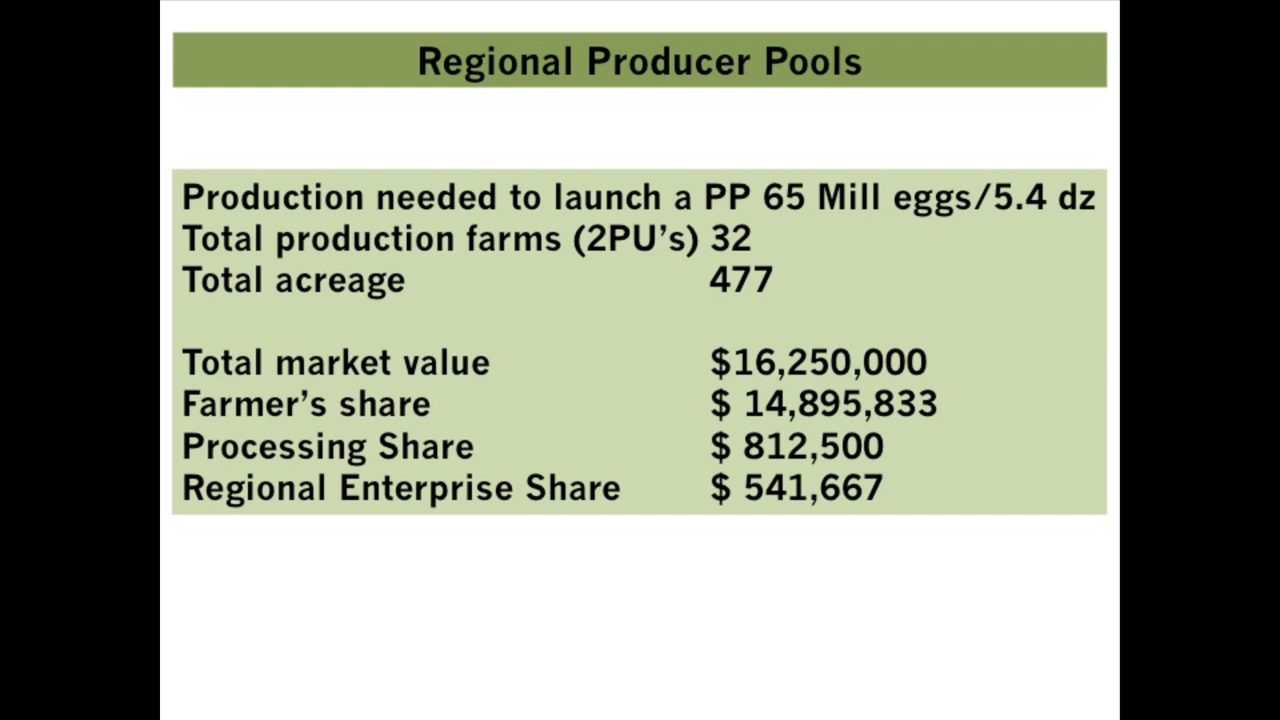 Regional Producer Pools
Production needed to launch a PP 65 Mill eggs/5.4 dz
Total production farms (2PU’s) 32
Total acreage 477
Total market value $16,250,000
Farmer’s share $ 14,895,833
Processing Share $ 812,500
Regional Enterprise Share $ 541,667